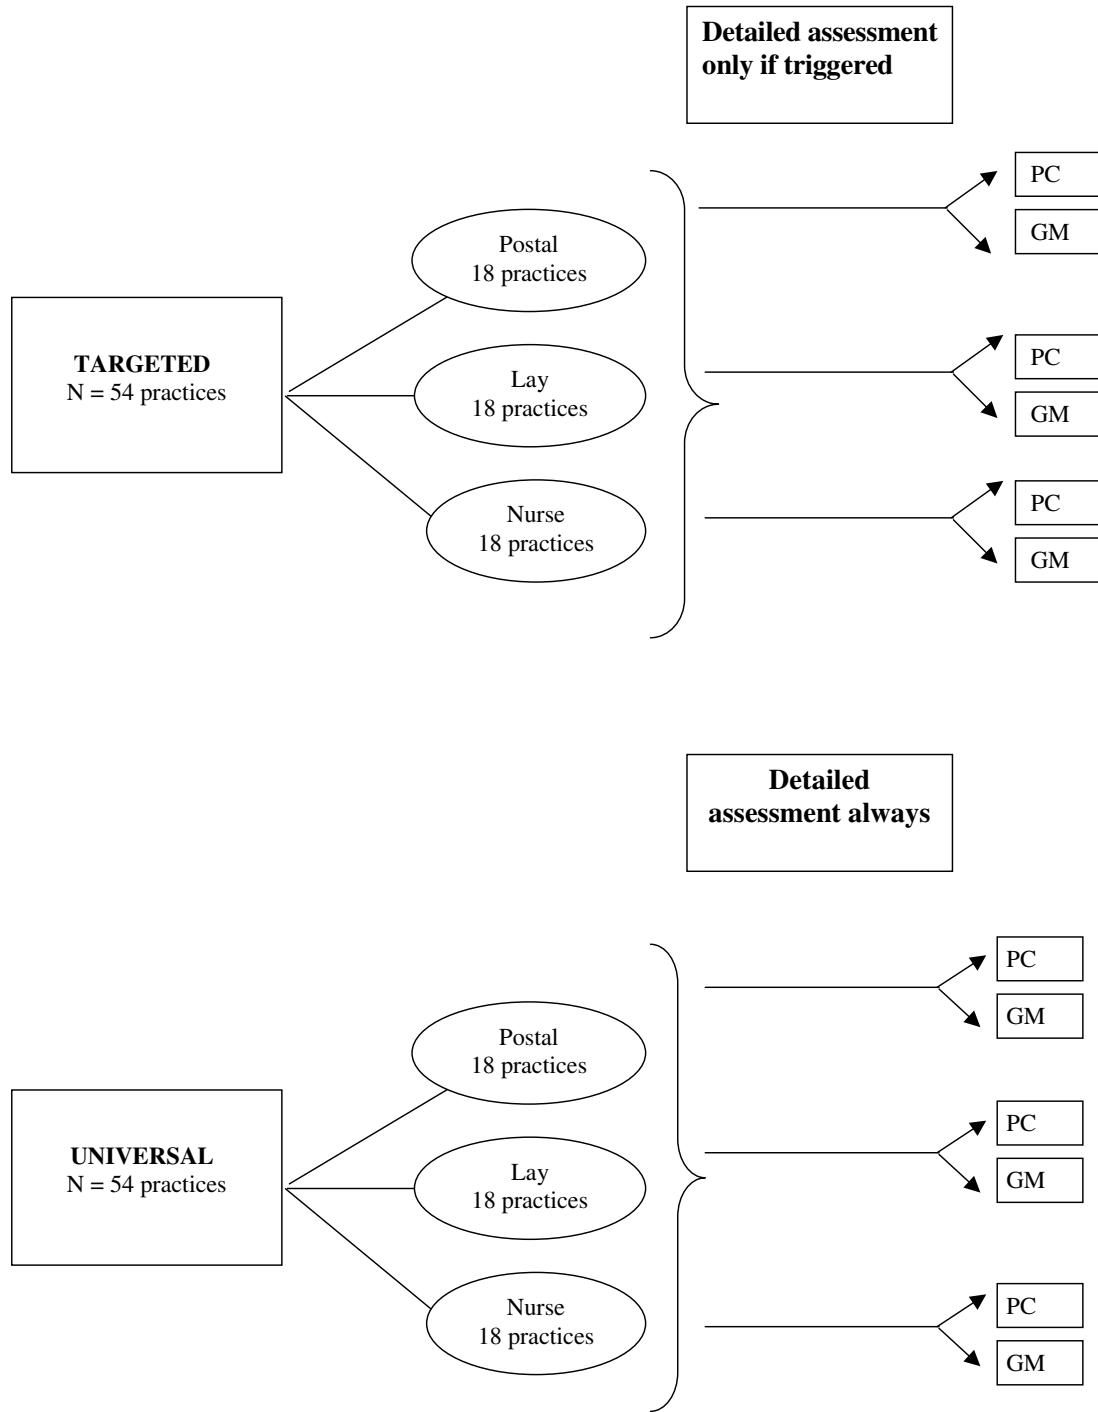 Detailed assessment
only if triggered
PC
GM
Postal
18 practices
TARGETED
N = 54 practices
Lay
18 practices
PC
GM
Nurse
18 practices
PC
GM
Detailed
assessment always
PC
GM
Postal
18 practices
UNIVERSAL
N = 54 practices
Lay
18 practices
PC
GM
Nurse
18 practices
PC
GM